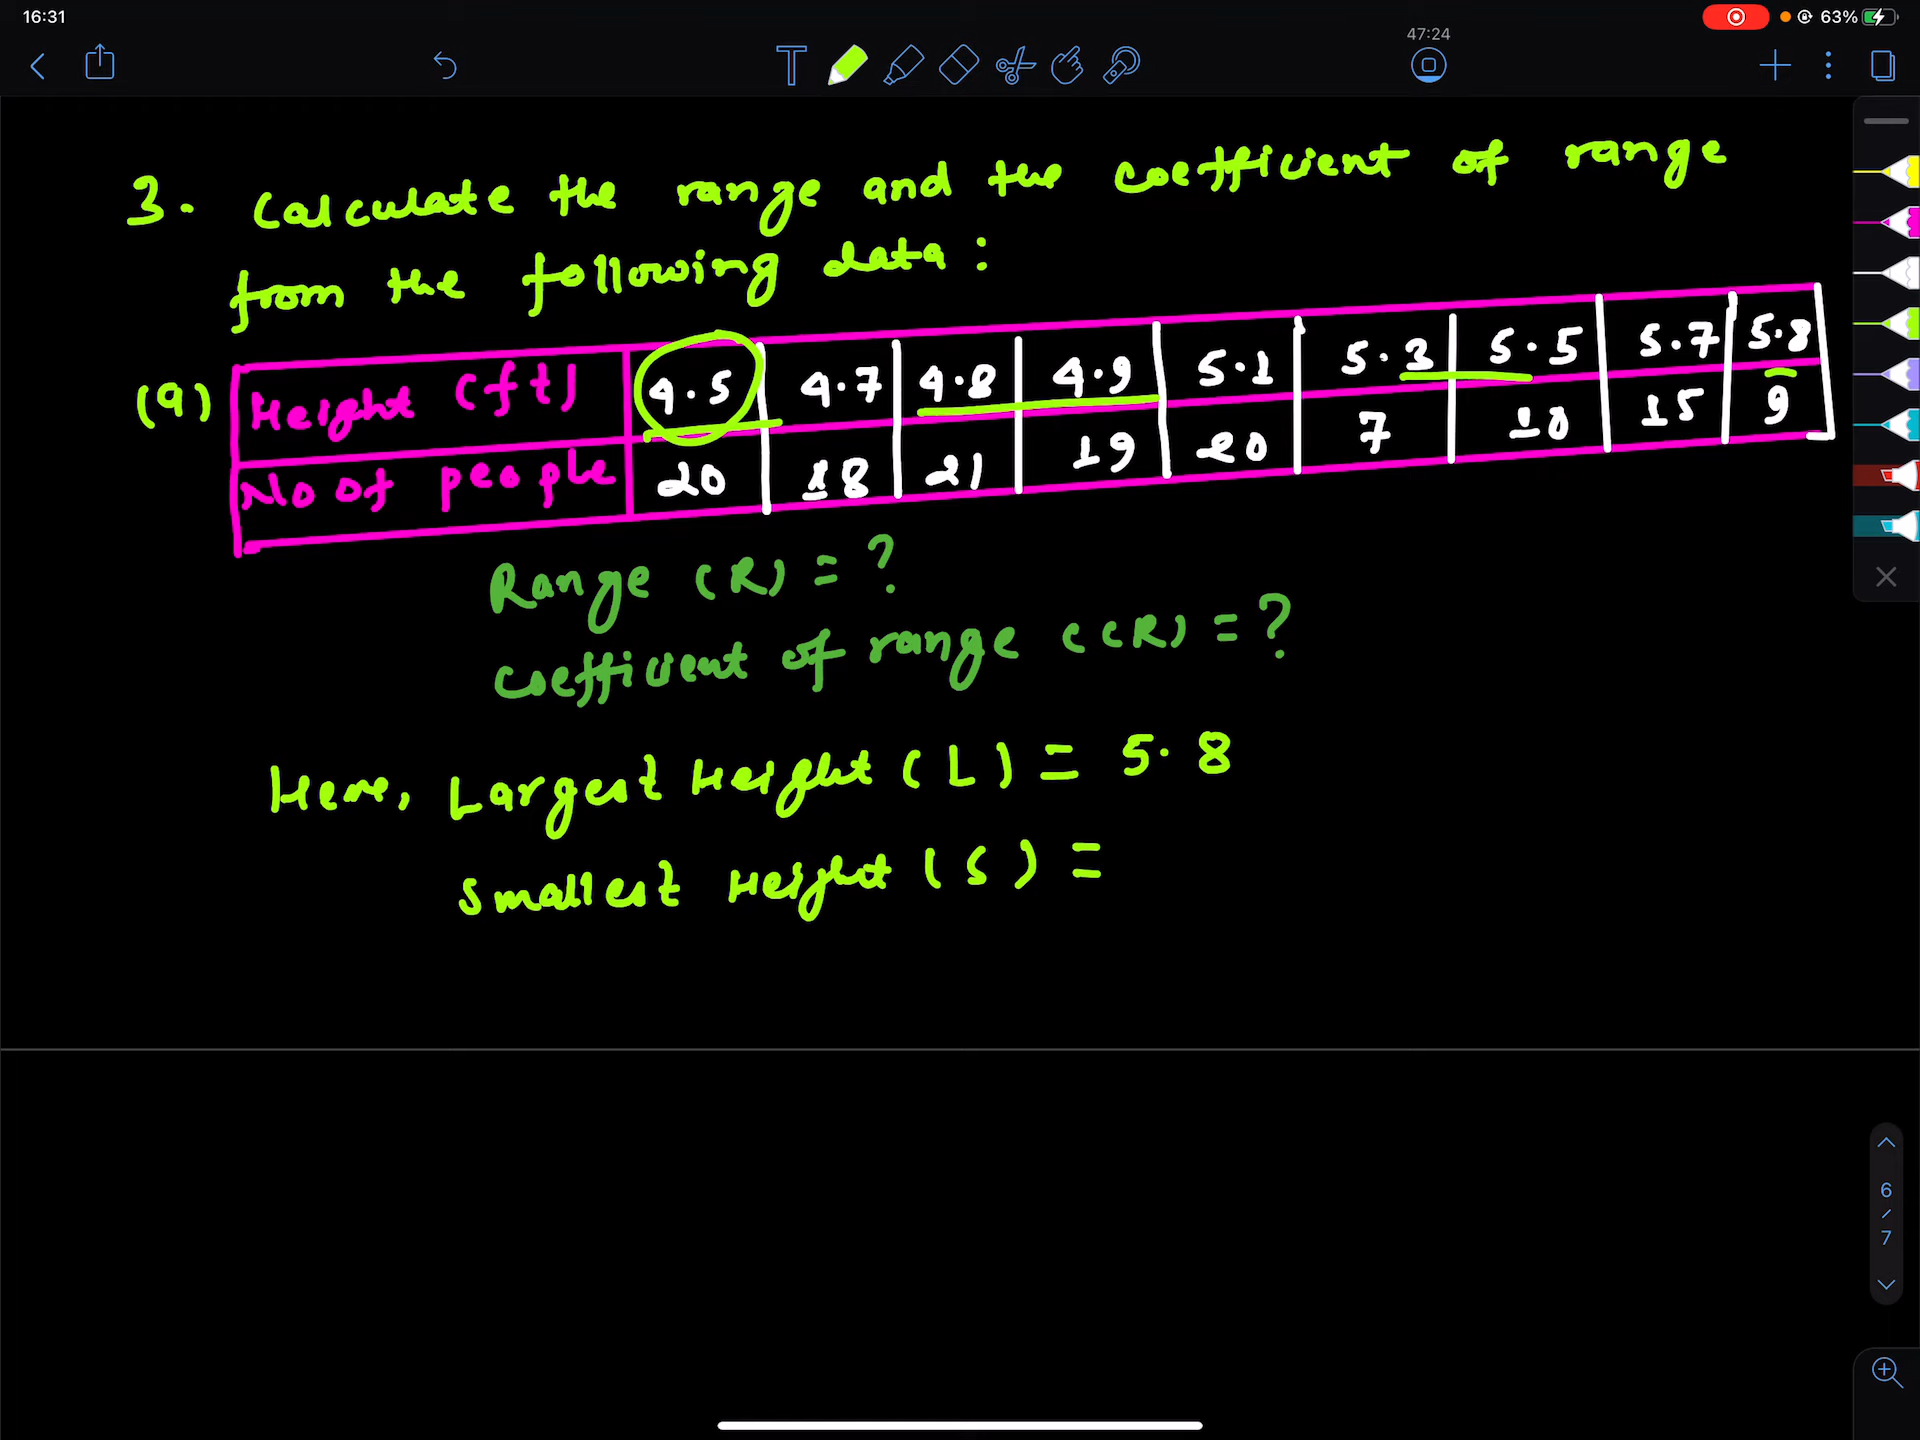 16:31
63%
47:24
3. Calculate the range and the coefficient of range
from the following data:
(a) Height (ft) 4.5 4.7 4.8 4.9 5.1 5.3 5.5 5.7 5.8
No of people 20 18 21 19 20 7 10 15 9
Range (R) = ?
Coefficient of range (CR) = ?
Here, Largest Height (L) = 5.8
Smallest Height (S) =
6
/
7